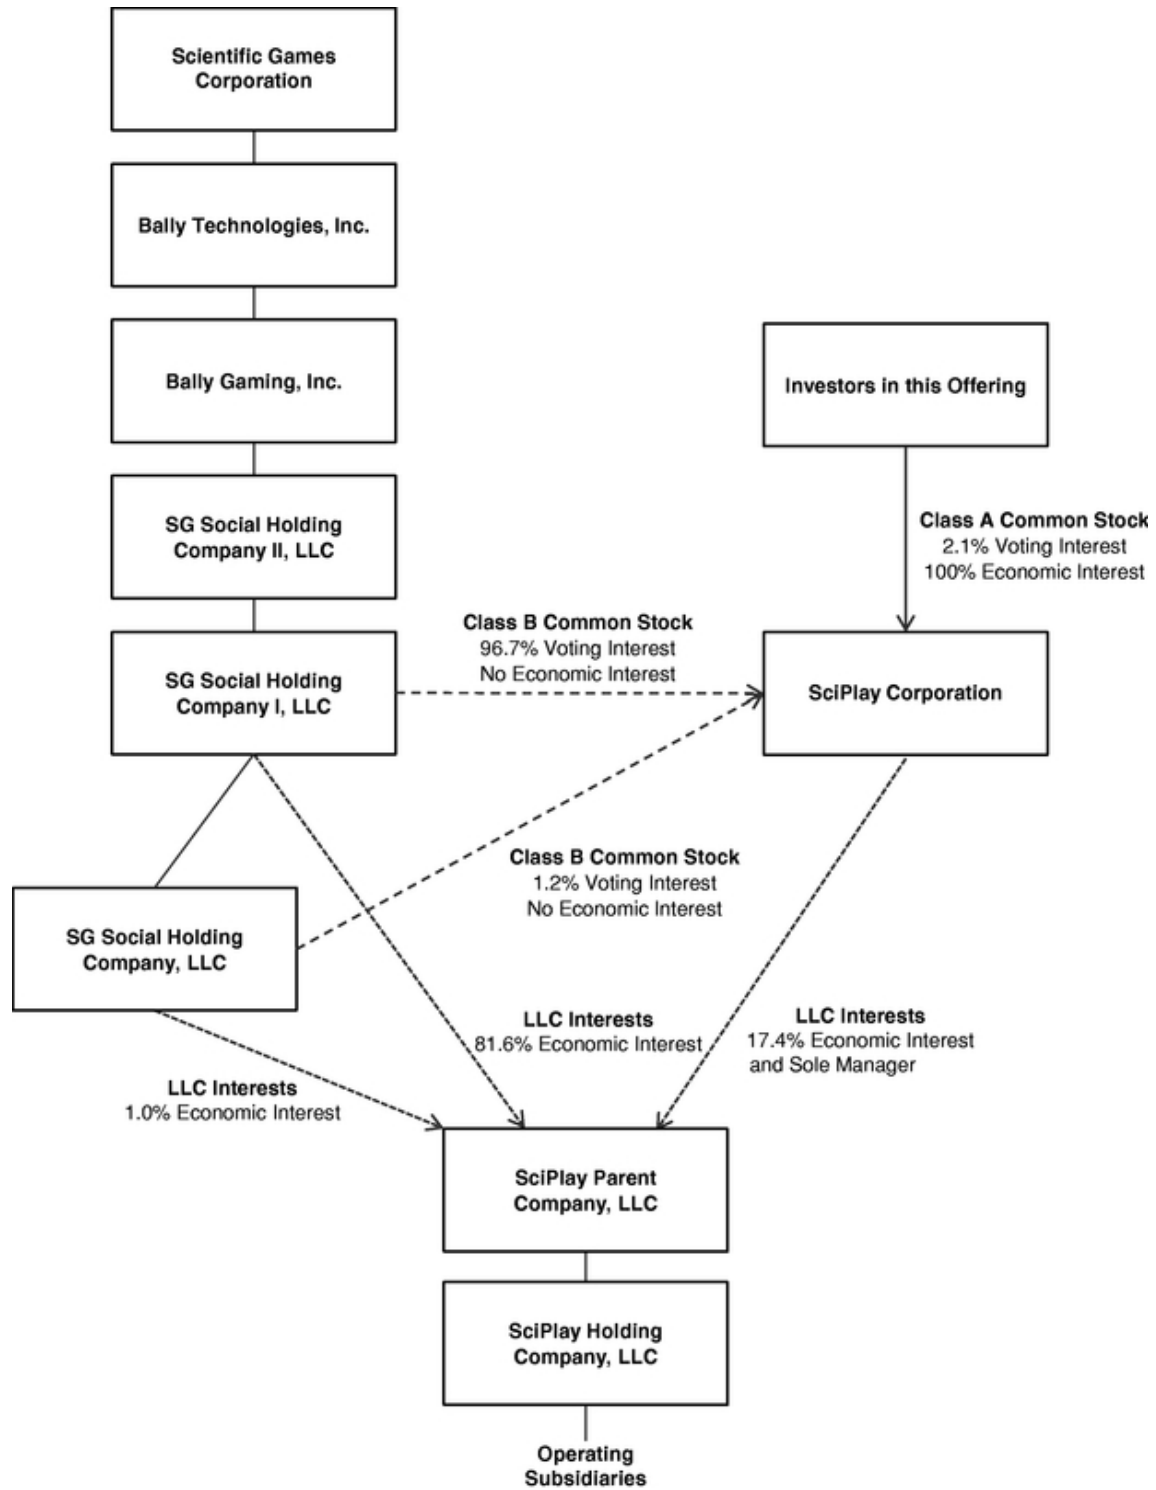 Scientific Games
Corporation
Bally Technologies, Inc.
Bally Gaming, Inc.
Investors in this Offering
SG Social Holding
Company II, LLC
Class A Common Stock
2.1% Voting Interest
100% Economic Interest
Class B Common Stock
96.7% Voting Interest
No Economic Interest
SG Social Holding
Company I, LLC
SciPlay Corporation
Class B Common Stock
1.2% Voting Interest
No Economic Interest
SG Social Holding
Company, LLC
LLC Interests
81.6% Economic Interest
LLC Interests
17.4% Economic Interest
and Sole Manager
LLC Interests
1.0% Economic Interest
SciPlay Parent
Company, LLC
SciPlay Holding
Company, LLC
Operating
Subsidiaries